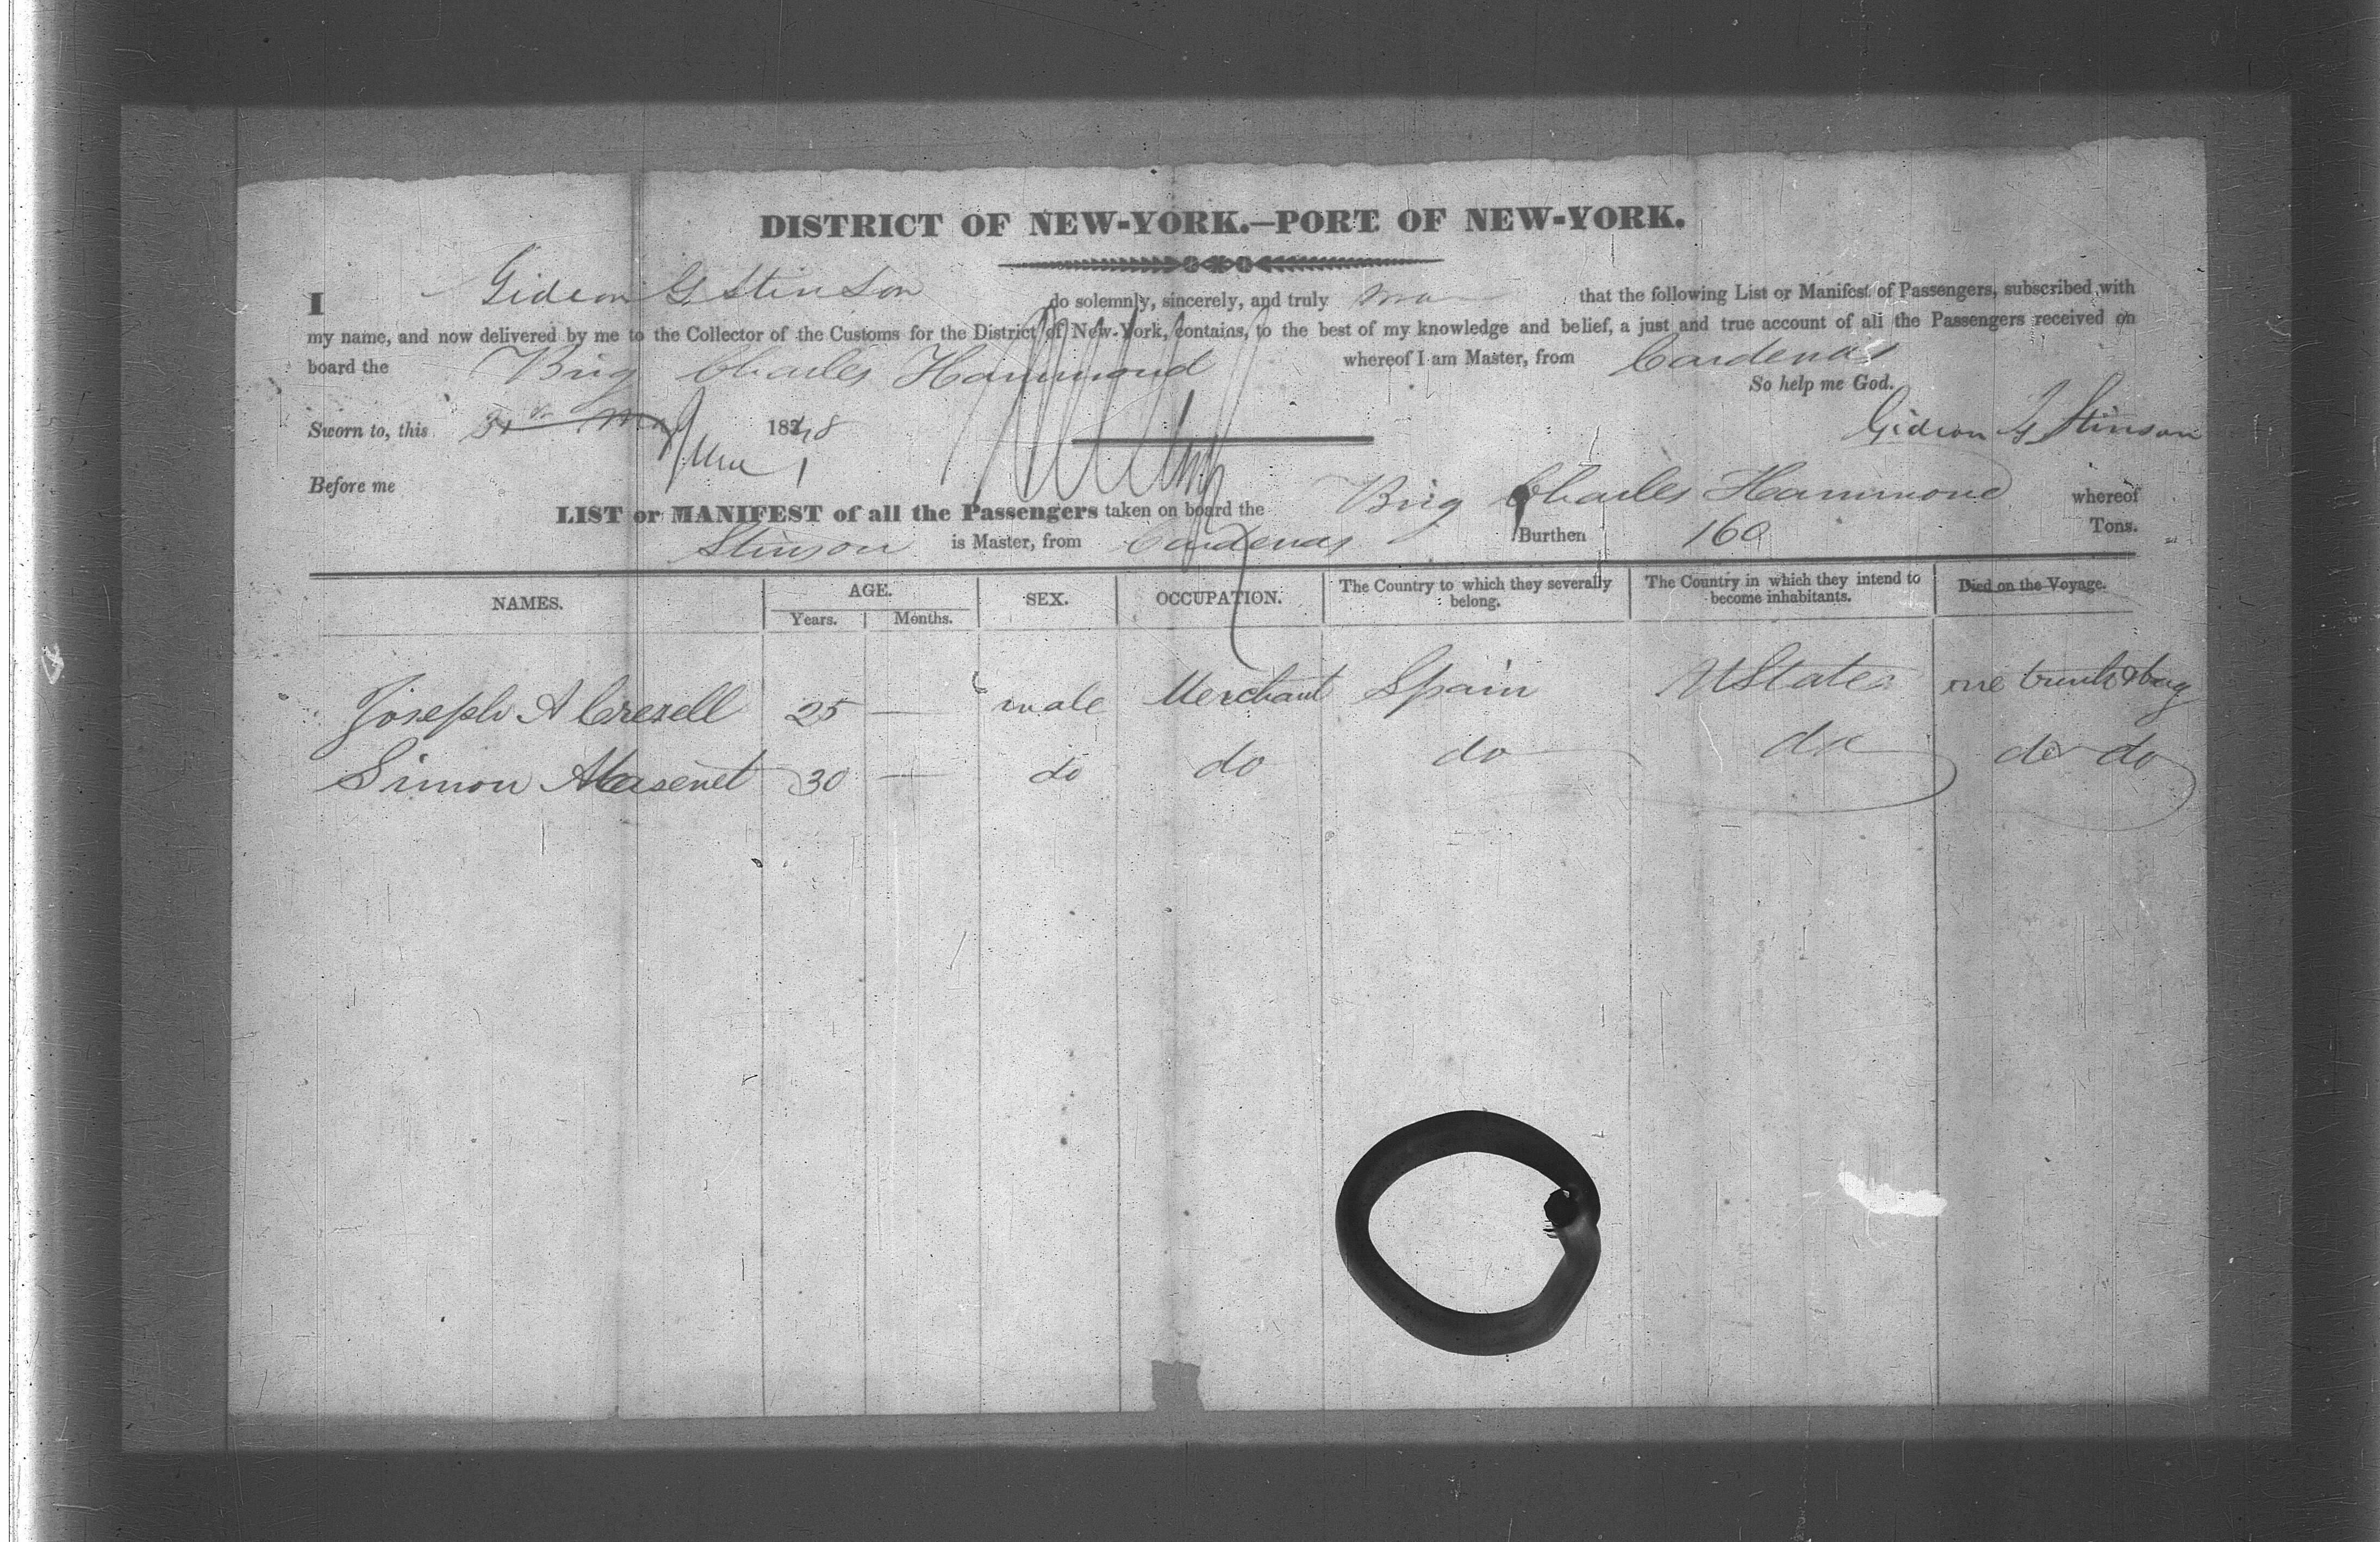 DISTRICT OF NEW-YORK.—PORT OF NEW-YORK.
I Gideon G Stinson do solemnly, sincerely, and truly that the following List or Manifest of Passengers, subscribed with
my name, and now delivered by me to the Collector of the Customs for the District of New-York, contains, to the best of my knowledge and belief, a just and true account of all the Passengers received on
board the Brig Charles Hammond whereof I am Master, from Cardenas
So help me God.
Sworn to, this 31st May June 1 1848 Gideon G Stinson
Before me
LIST or MANIFEST of all the Passengers taken on board the Brig Charles Hammond whereof
Stinson is Master, from Cardenas Burthen 160 Tons.
NAMES. AGE. Years. Months. SEX. OCCUPATION. The Country to which they severally belong. The Country in which they intend to become inhabitants. Died on the Voyage.
Joseph A Crezell 25 — male Merchant Spain UStates one trunk & bag
Simon 30 — do do do do do do